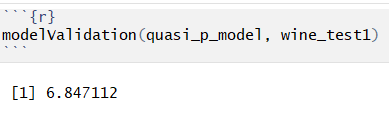 ```{r}
modelValidation(quasi_p_model, wine_test1)
```
[1] 6.847112